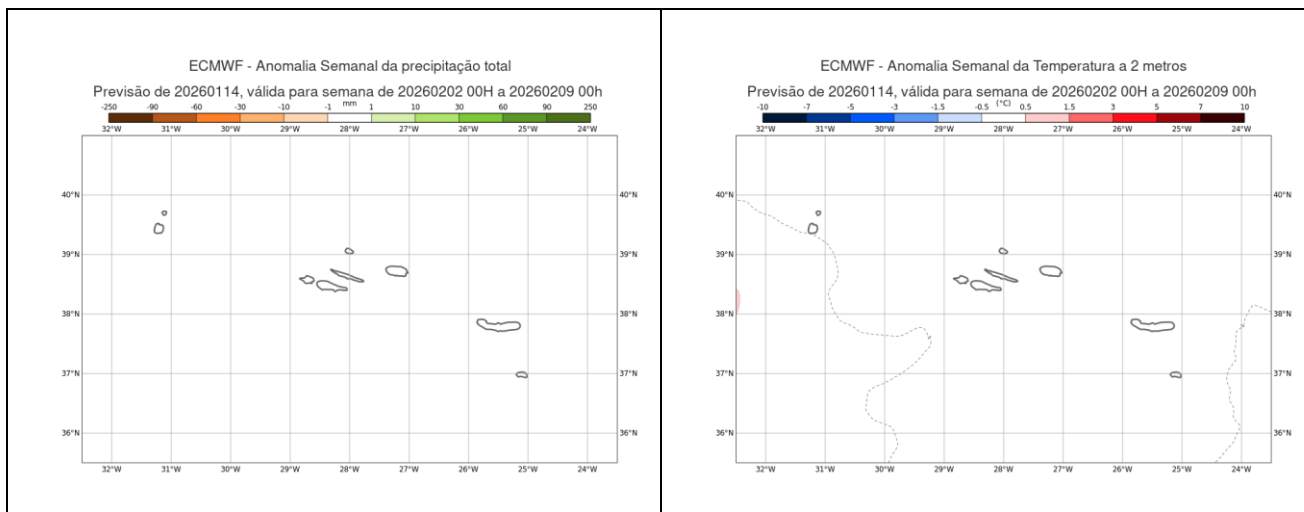 ECMWF - Anomalia Semanal da precipitação total
Previsão de 20260114, válida para semana de 20260202 00H a 20260209 00h
-250 -90 -60 -30 -10 -1 mm 1 10 30 60 90 250
32°W 31°W 30°W 29°W 28°W 27°W 26°W 25°W 24°W
40°N 40°N
39°N 39°N
38°N 38°N
37°N 37°N
36°N 36°N
32°W 31°W 30°W 29°W 28°W 27°W 26°W 25°W 24°W
ECMWF - Anomalia Semanal da Temperatura a 2 metros
Previsão de 20260114, válida para semana de 20260202 00H a 20260209 00h
-10 -7 -5 -3 -1.5 -0.5 (°C) 0.5 1.5 3 5 7 10
32°W 31°W 30°W 29°W 28°W 27°W 26°W 25°W 24°W
40°N 40°N
39°N 39°N
38°N 38°N
37°N 37°N
36°N 36°N
32°W 31°W 30°W 29°W 28°W 27°W 26°W 25°W 24°W